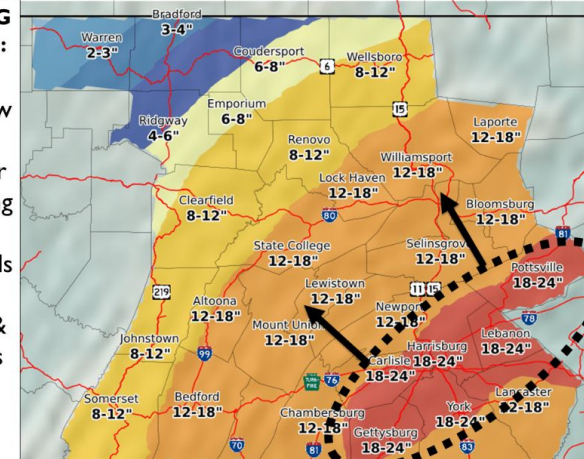 G
:
w
r
ng
ls
&
s
Bradford
3-4"
Warren
2-3"
Coudersport
6-8"
6
Wellsboro
8-12"
Emporium
6-8"
15
Ridgway
4-6"
Laporte
12-18"
Renovo
8-12"
Williamsport
12-18"
Lock Haven
12-18"
Clearfield
8-12"
80
Bloomsburg
12-18"
81
State College
12-18"
Selinsgrove
12-18"
Pottsville
18-24"
219
Lewistown
12-18"
11 15
Altoona
12-18"
Newport
12-18"
78
Mount Union
12-18"
Johnstown
8-12"
99
Harrisburg
18-24"
Lebanon
18-24"
Carlisle
18-24"
TURN-
PIKE
76
Somerset
8-12"
Bedford
12-18"
Lancaster
12-18"
Chambersburg
12-18"
York
18-24"
Gettysburg
18-24"
70
81
83